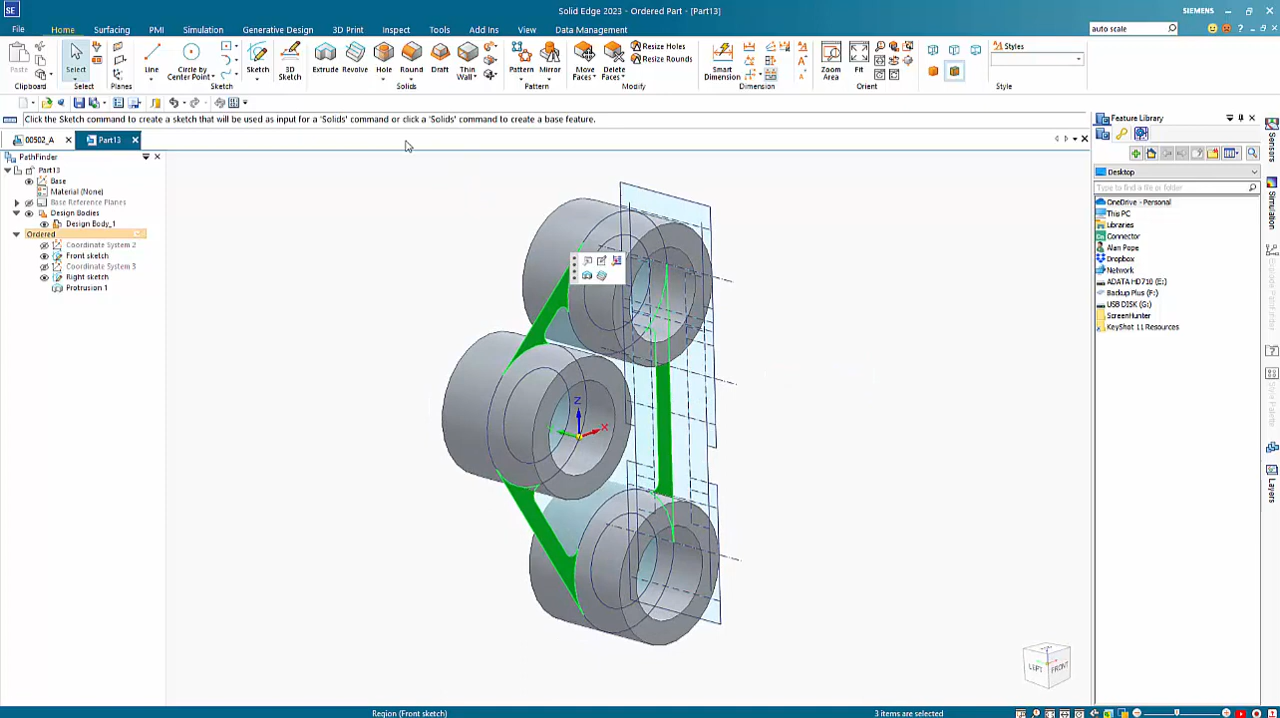 SE
Solid Edge 2023 - Ordered Part - [Part13]
SIEMENS
File
Home
Surfacing
PMI
Simulation
Generative Design
3D Print
Inspect
Tools
Add Ins
View
Data Management
auto scale
Paste
Select
Line
Circle by Center Point
Sketch
3D Sketch
Extrude
Revolve
Hole
Round
Draft
Thin Wall
Pattern
Mirror
Move Faces
Delete Faces
Resize Holes
Resize Rounds
Smart Dimension
Zoom Area
Fit
Styles
Clipboard
Select
Planes
Sketch
Solids
Pattern
Modify
Dimension
Orient
Style
Click the Sketch command to create a sketch that will be used as input for a 'Solids' command or click a 'Solids' command to create a base feature.
00502_A
Part13
PathFinder
Part13
Base
Material (None)
Base Reference Planes
Design Bodies
Design Body_1
Ordered
Coordinate System 2
Front sketch
Coordinate System 3
Right sketch
Protrusion 1
Z
X
LEFT
FRONT
Feature Library
Desktop
Type to find a file or folder
OneDrive - Personal
This PC
Libraries
Connector
Alan Pope
Dropbox
Network
ADATA HD710 (E:)
Backup Plus (F:)
USB DISK (G:)
ScreenHunter
KeyShot 11 Resources
Sensors
Simulation
Layers
Region (Front sketch)
3 items are selected